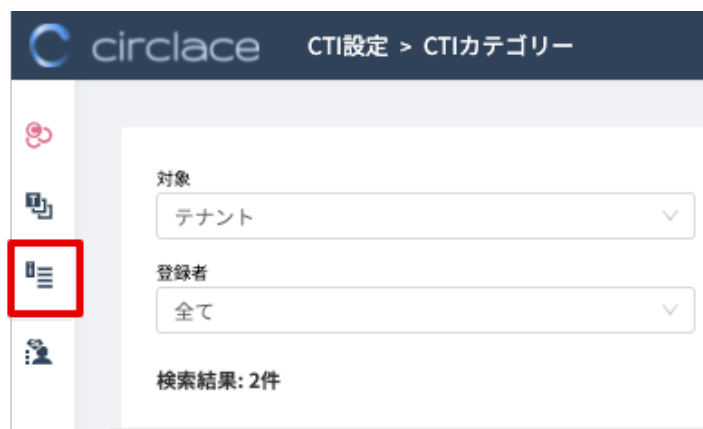 circlace
CTI設定 > CTIカテゴリー
対象
テナント
登録者
全て
検索結果: 2件